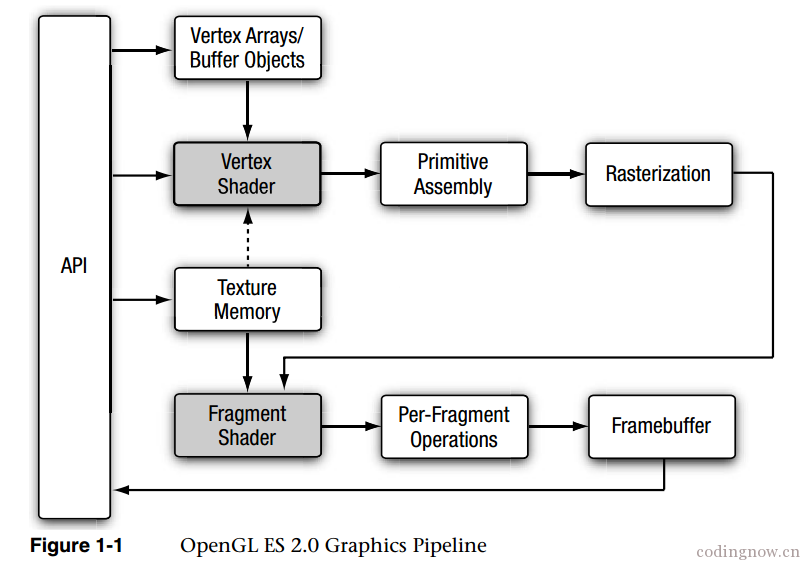 Vertex Arrays/
Buffer Objects
Vertex
Shader
Primitive
Assembly
Rasterization
API
Texture
Memory
Fragment
Shader
Per-Fragment
Operations
Framebuffer
Figure 1-1 OpenGL ES 2.0 Graphics Pipeline
codingnow.cn